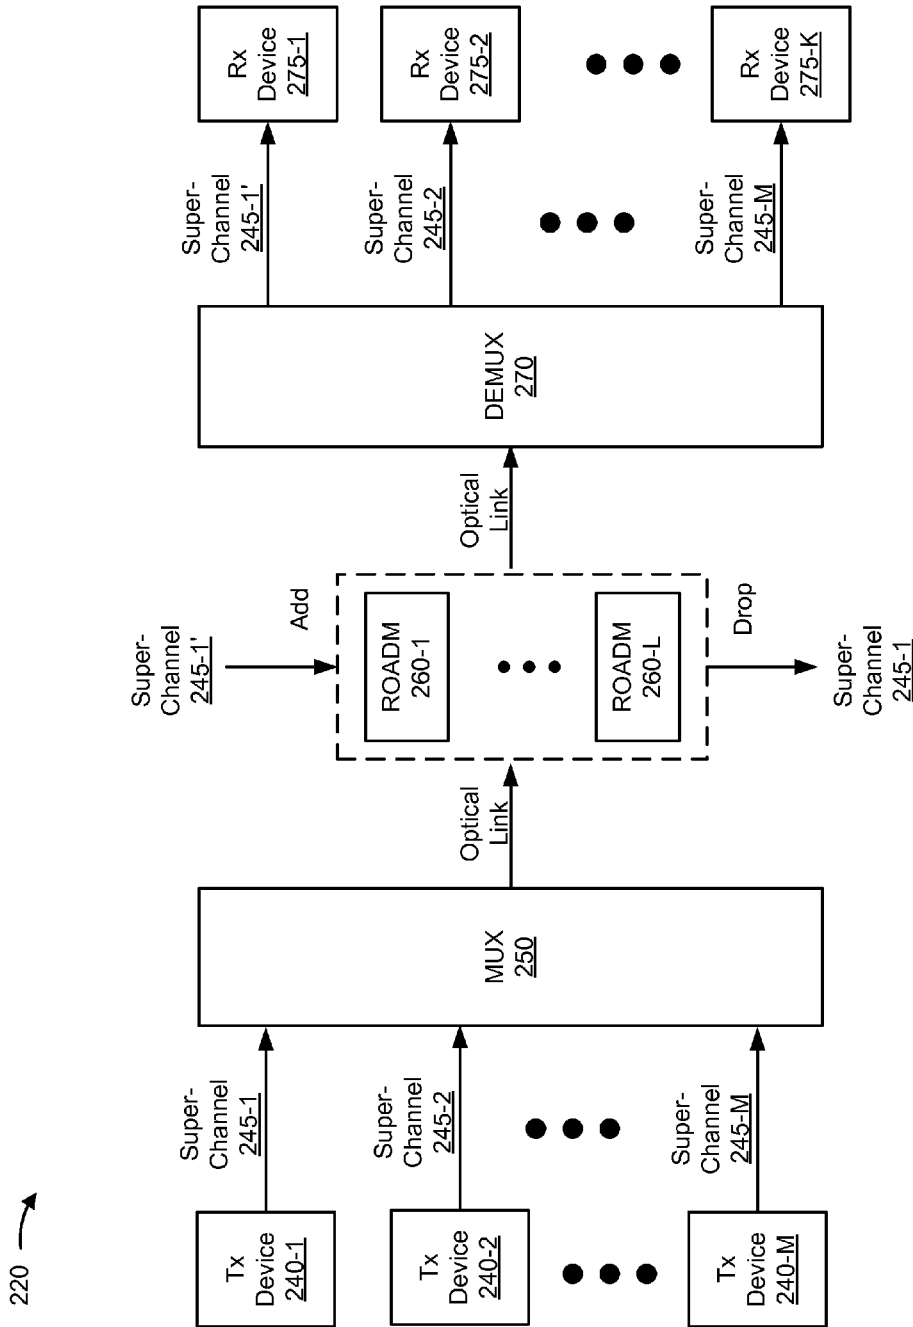 220
Tx
Device
240-1
Tx
Device
240-2
Tx
Device
240-M
Super-
Channel
245-1
Super-
Channel
245-2
Super-
Channel
245-M
MUX
250
Optical
Link
Super-
Channel
245-1'
Add
ROADM
260-1
ROADM
260-L
Drop
Super-
Channel
245-1
Optical
Link
DEMUX
270
Super-
Channel
245-1'
Super-
Channel
245-2
Super-
Channel
245-M
Rx
Device
275-1
Rx
Device
275-2
Rx
Device
275-K